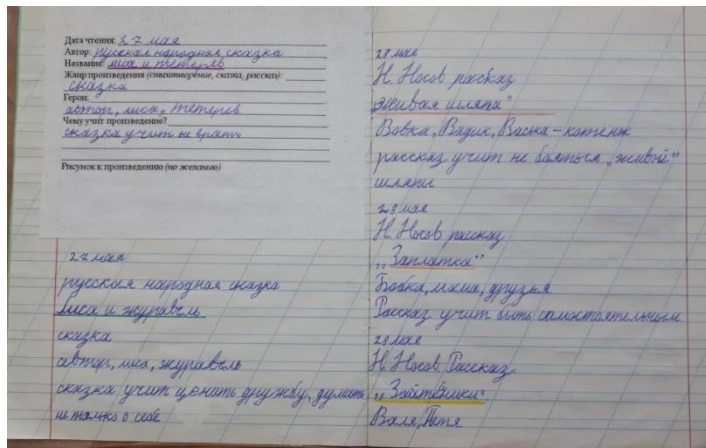 Дата чтения: 27 мая
Автор: русская народная сказка
Название: лиса и тетерев
Жанр произведения (стихотворение, сказка, рассказ):
сказка
Герои:
автор, лиса, тетерев
Чему учит произведение?
сказка учит не врать
Рисунок к произведению (по желанию)
27 мая
русская народная сказка
Лиса и журавль
сказка
автор, лиса, журавль
сказка учит ценить дружбу, думать
не только о себе
28 мая
Н. Носов рассказ
"Живая шляпа"
Вовка, Вадик, Васька - котёнок
рассказ учит не бояться "живой"
шляпы
28 мая
Н. Носов рассказ
"Заплатка"
Бобка, мама, друзья
Рассказ учит быть самостоятельным
28 мая
Н. Носов Рассказ
"Затейники"
Валя, Петя